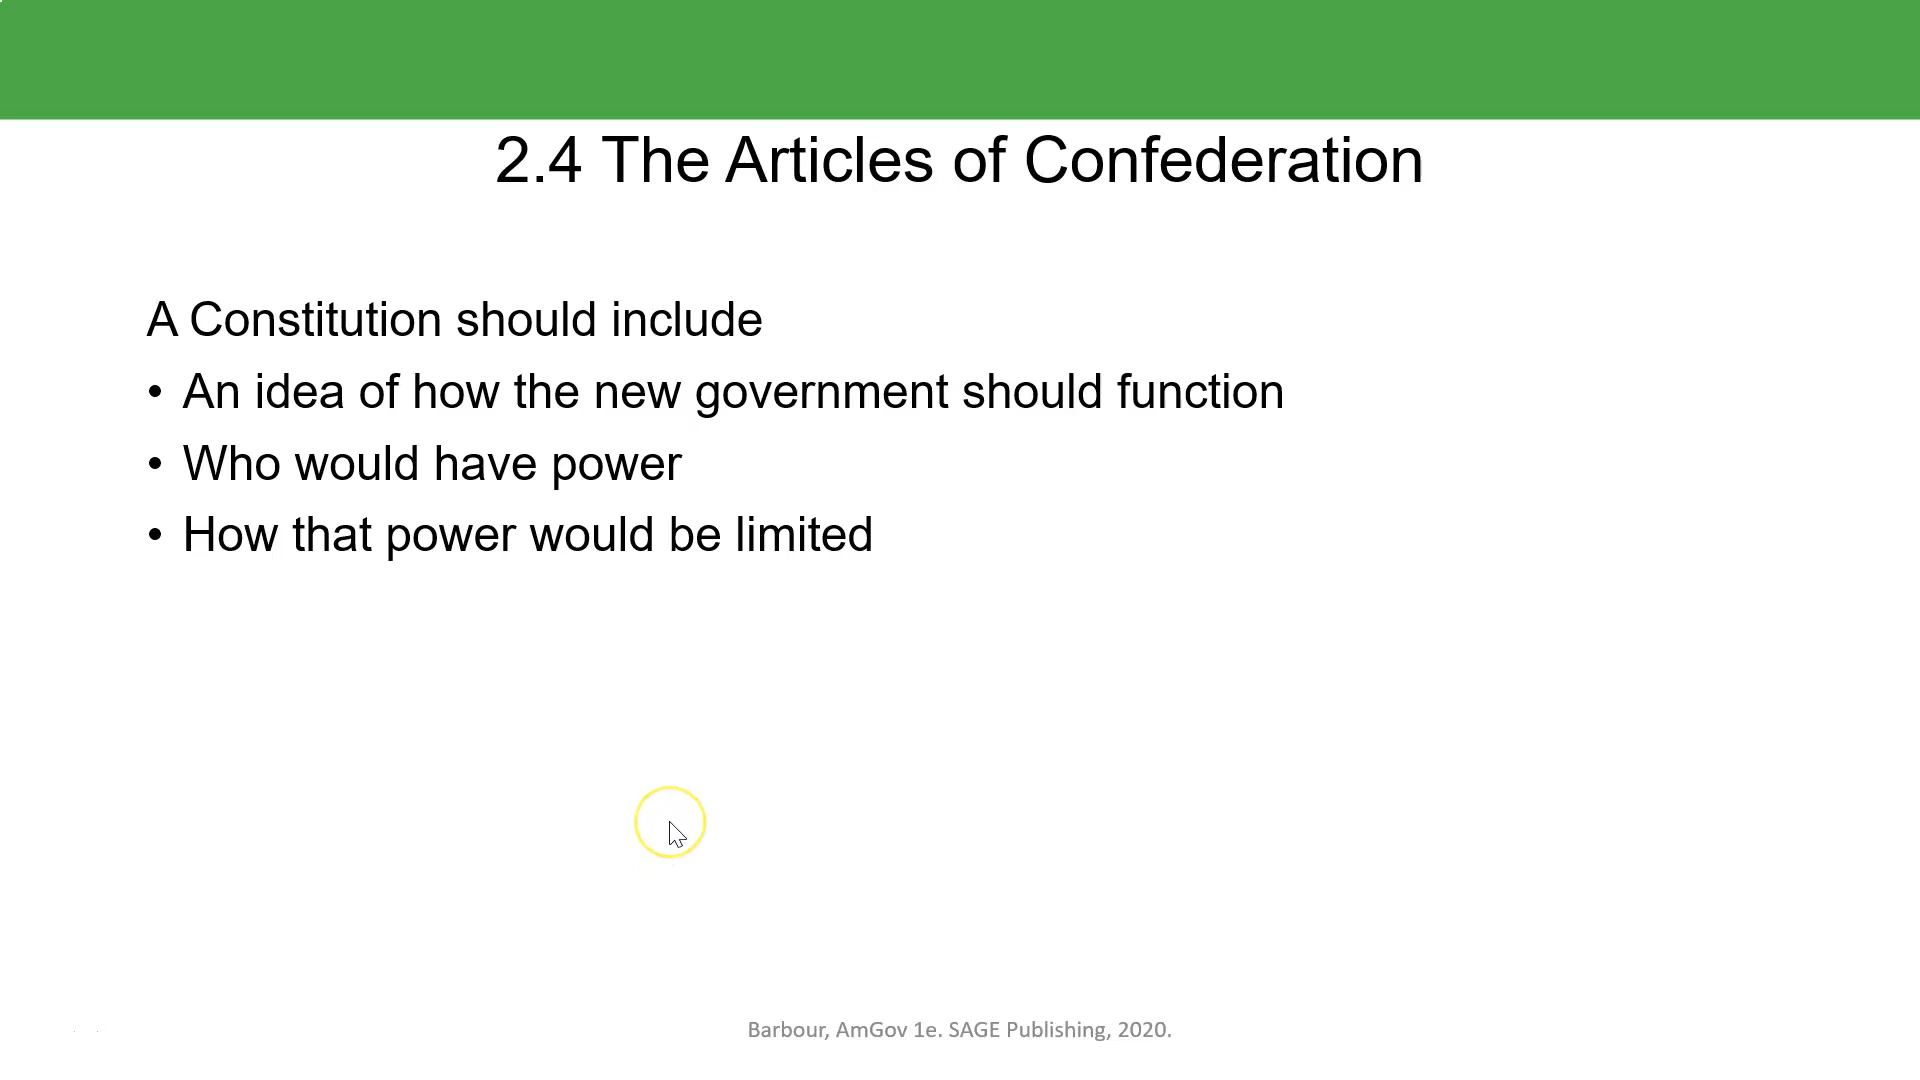 2.4 The Articles of Confederation
A Constitution should include
• An idea of how the new government should function
• Who would have power
• How that power would be limited
Barbour, AmGov 1e. SAGE Publishing, 2020.